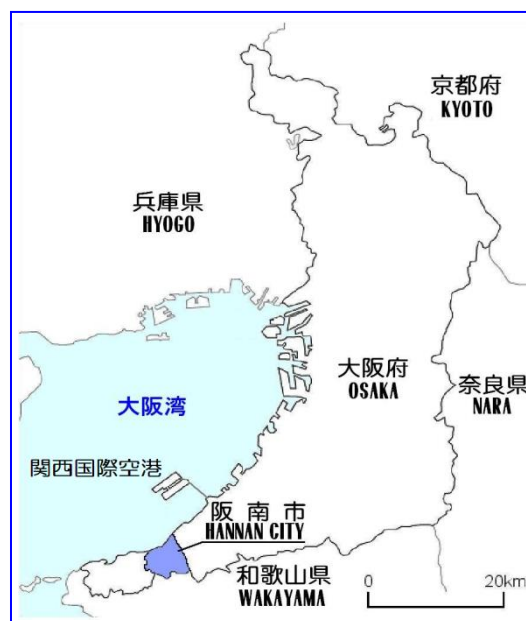 京都府
KYOTO
兵庫県
HYOGO
大阪府
OSAKA
奈良県
NARA
大阪湾
関西国際空港
阪南市
HANNAN CITY
和歌山県
WAKAYAMA
0 20km